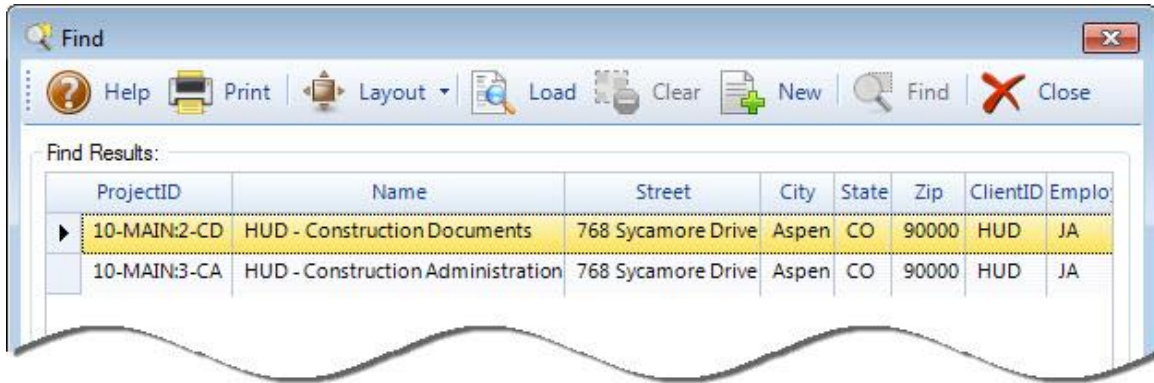 Find
Help Print Layout Load Clear New Find Close
Find Results:
ProjectID Name Street City State Zip ClientID Emplo
10-MAIN:2-CD HUD - Construction Documents 768 Sycamore Drive Aspen CO 90000 HUD JA
10-MAIN:3-CA HUD - Construction Administration 768 Sycamore Drive Aspen CO 90000 HUD JA